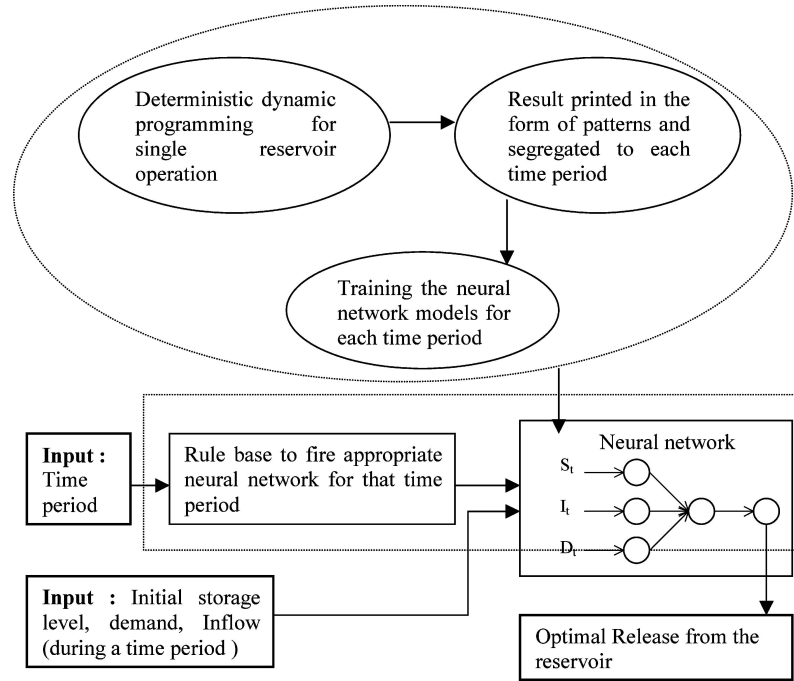 Deterministic dynamic
programming for
single reservoir
operation
Result printed in the
form of patterns and
segregated to each
time period
Training the neural
network models for
each time period
Input :
Time
period
Rule base to fire appropriate
neural network for that time
period
Neural network
St
It
Dt
Input : Initial storage
level, demand, Inflow
(during a time period )
Optimal Release from the
reservoir